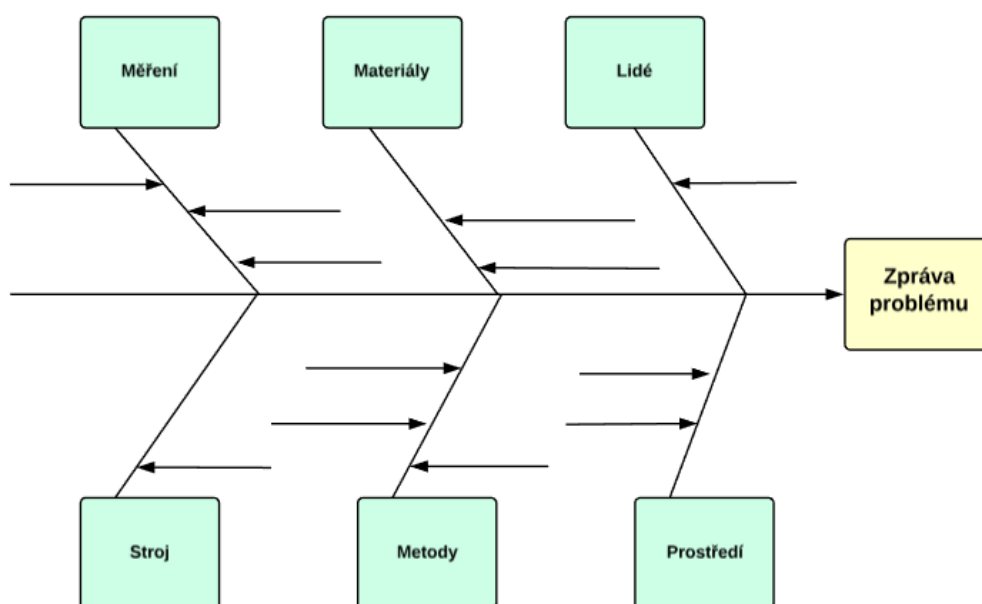 Měření
Materiály
Lidé
Zpráva
problému
Stroj
Metody
Prostředí